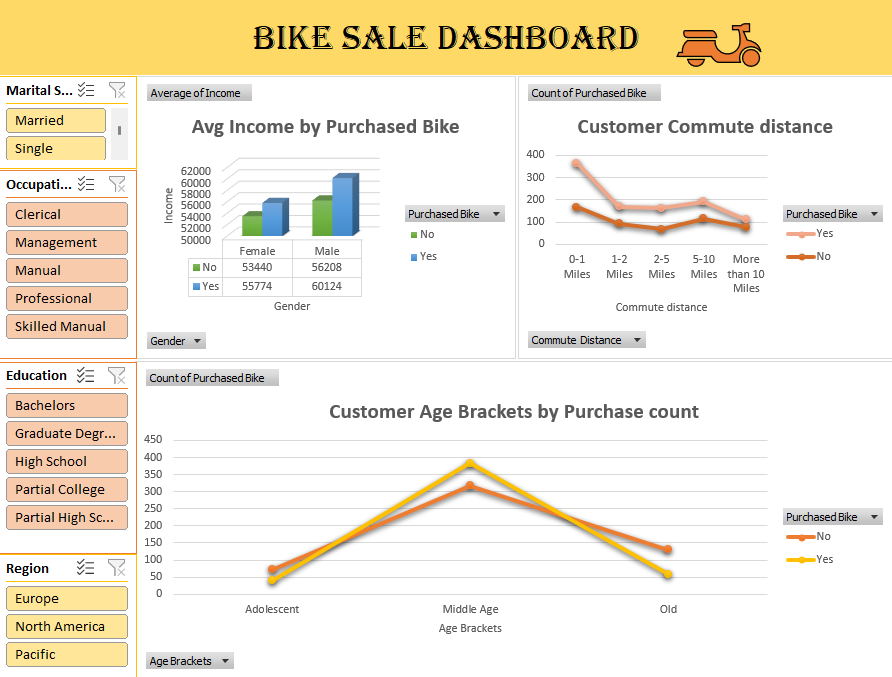 BIKE SALE DASHBOARD
Marital S...
Married
Single
Occupati...
Clerical
Management
Manual
Professional
Skilled Manual
Education
Bachelors
Graduate Degr...
High School
Partial College
Partial High Sc...
Region
Europe
North America
Pacific
Average of Income
Avg Income by Purchased Bike
Income
62000
60000
58000
56000
54000
52000
50000
Female Male
No 53440 56208
Yes 55774 60124
Gender
Purchased Bike
No
Yes
Gender
Count of Purchased Bike
Customer Commute distance
400
300
200
100
0
0-1 Miles
1-2 Miles
2-5 Miles
5-10 Miles
More than 10 Miles
Commute distance
Purchased Bike
Yes
No
Commute Distance
Count of Purchased Bike
Customer Age Brackets by Purchase count
450
400
350
300
250
200
150
100
50
0
Adolescent Middle Age Old
Age Brackets
Purchased Bike
No
Yes
Age Brackets